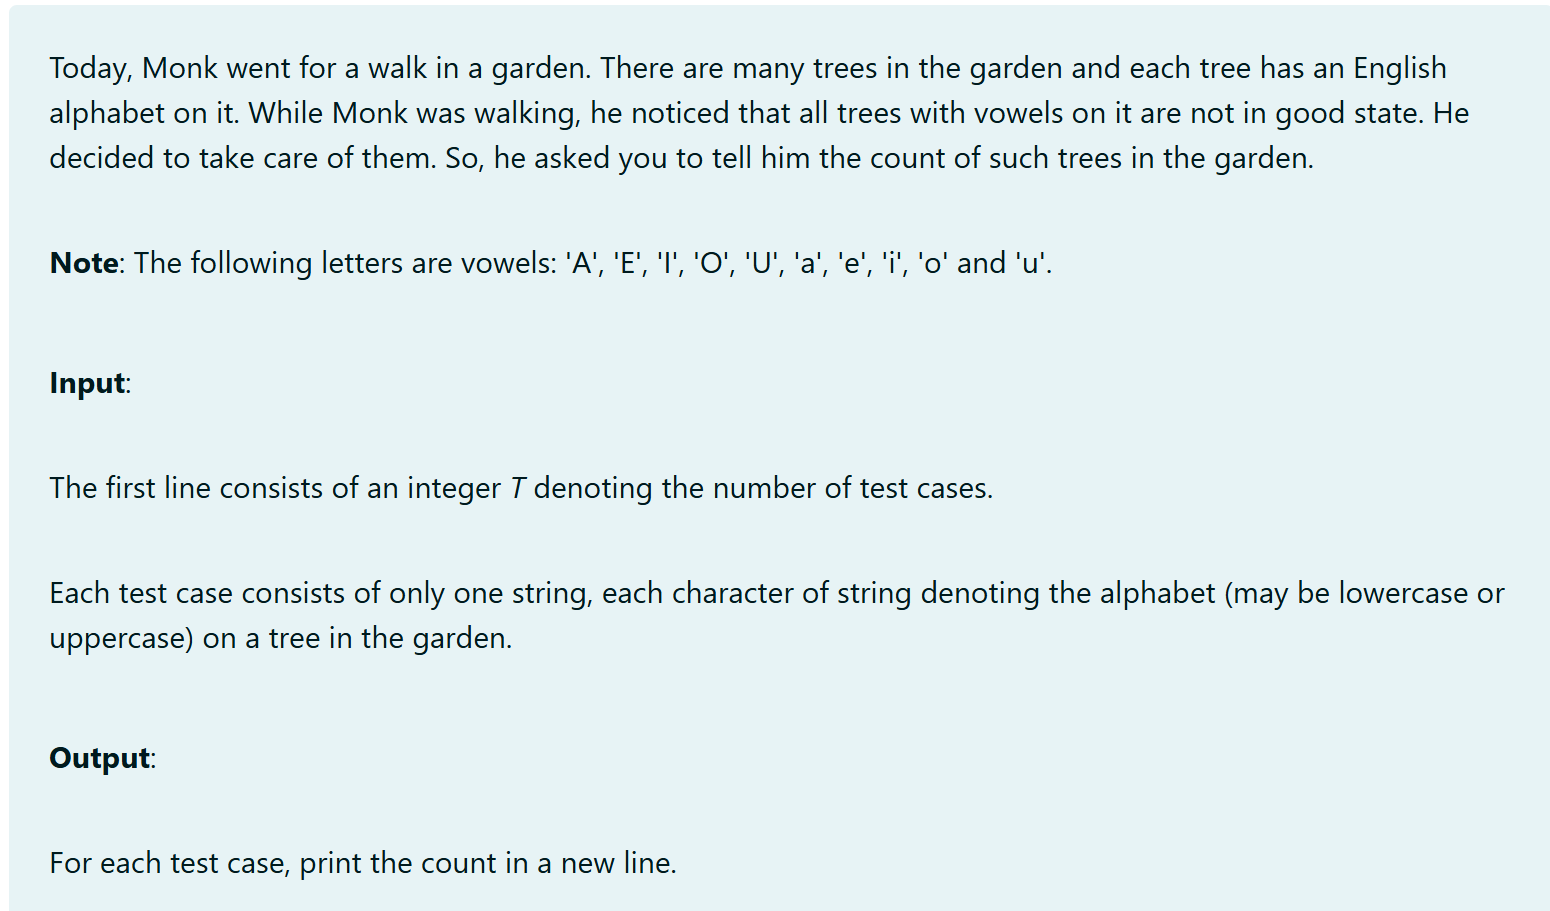 Today, Monk went for a walk in a garden. There are many trees in the garden and each tree has an English
alphabet on it. While Monk was walking, he noticed that all trees with vowels on it are not in good state. He
decided to take care of them. So, he asked you to tell him the count of such trees in the garden.
Note: The following letters are vowels: 'A', 'E', 'I', 'O', 'U', 'a', 'e', 'i', 'o' and 'u'.
Input:
The first line consists of an integer T denoting the number of test cases.
Each test case consists of only one string, each character of string denoting the alphabet (may be lowercase or
uppercase) on a tree in the garden.
Output:
For each test case, print the count in a new line.